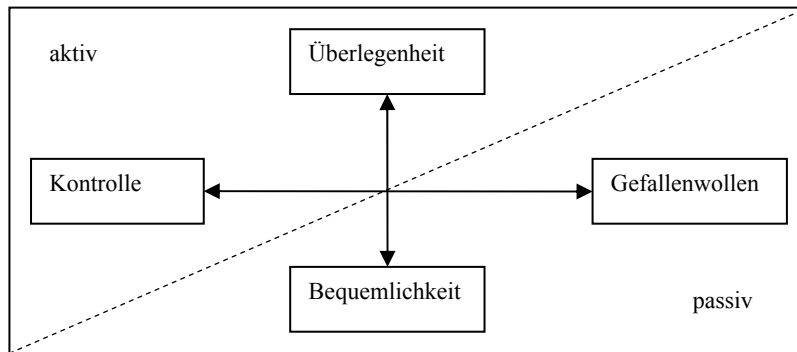 aktiv
Überlegenheit
Kontrolle
Gefallenwollen
Bequemlichkeit
passiv